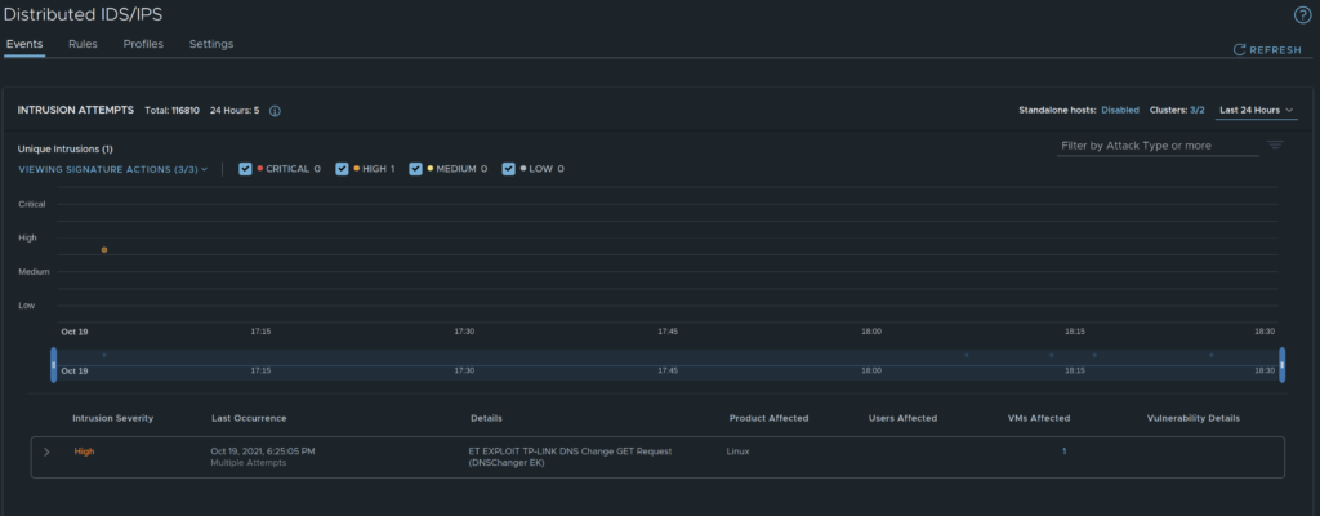 Distributed IDS/IPS
Events Rules Profiles Settings
REFRESH
INTRUSION ATTEMPTS Total: 116810 24 Hours: 5 Standalone hosts: Disabled Clusters: 3/2 Last 24 Hours
Unique Intrusions (1) Filter by Attack Type or more
VIEWING SIGNATURE ACTIONS (3/3) CRITICAL 0 HIGH 1 MEDIUM 0 LOW 0
Critical
High
Medium
Low
Oct 19 17:15 17:30 17:45 18:00 18:15 18:30
Oct 19 17:15 17:30 17:45 18:00 18:15 18:30
Intrusion Severity Last Occurrence Details Product Affected Users Affected VMs Affected Vulnerability Details
High Oct 19, 2021, 6:25:05 PM ET EXPLOIT TP-LINK DNS Change GET Request Linux 1
Multiple Attempts (DNSChanger EK)